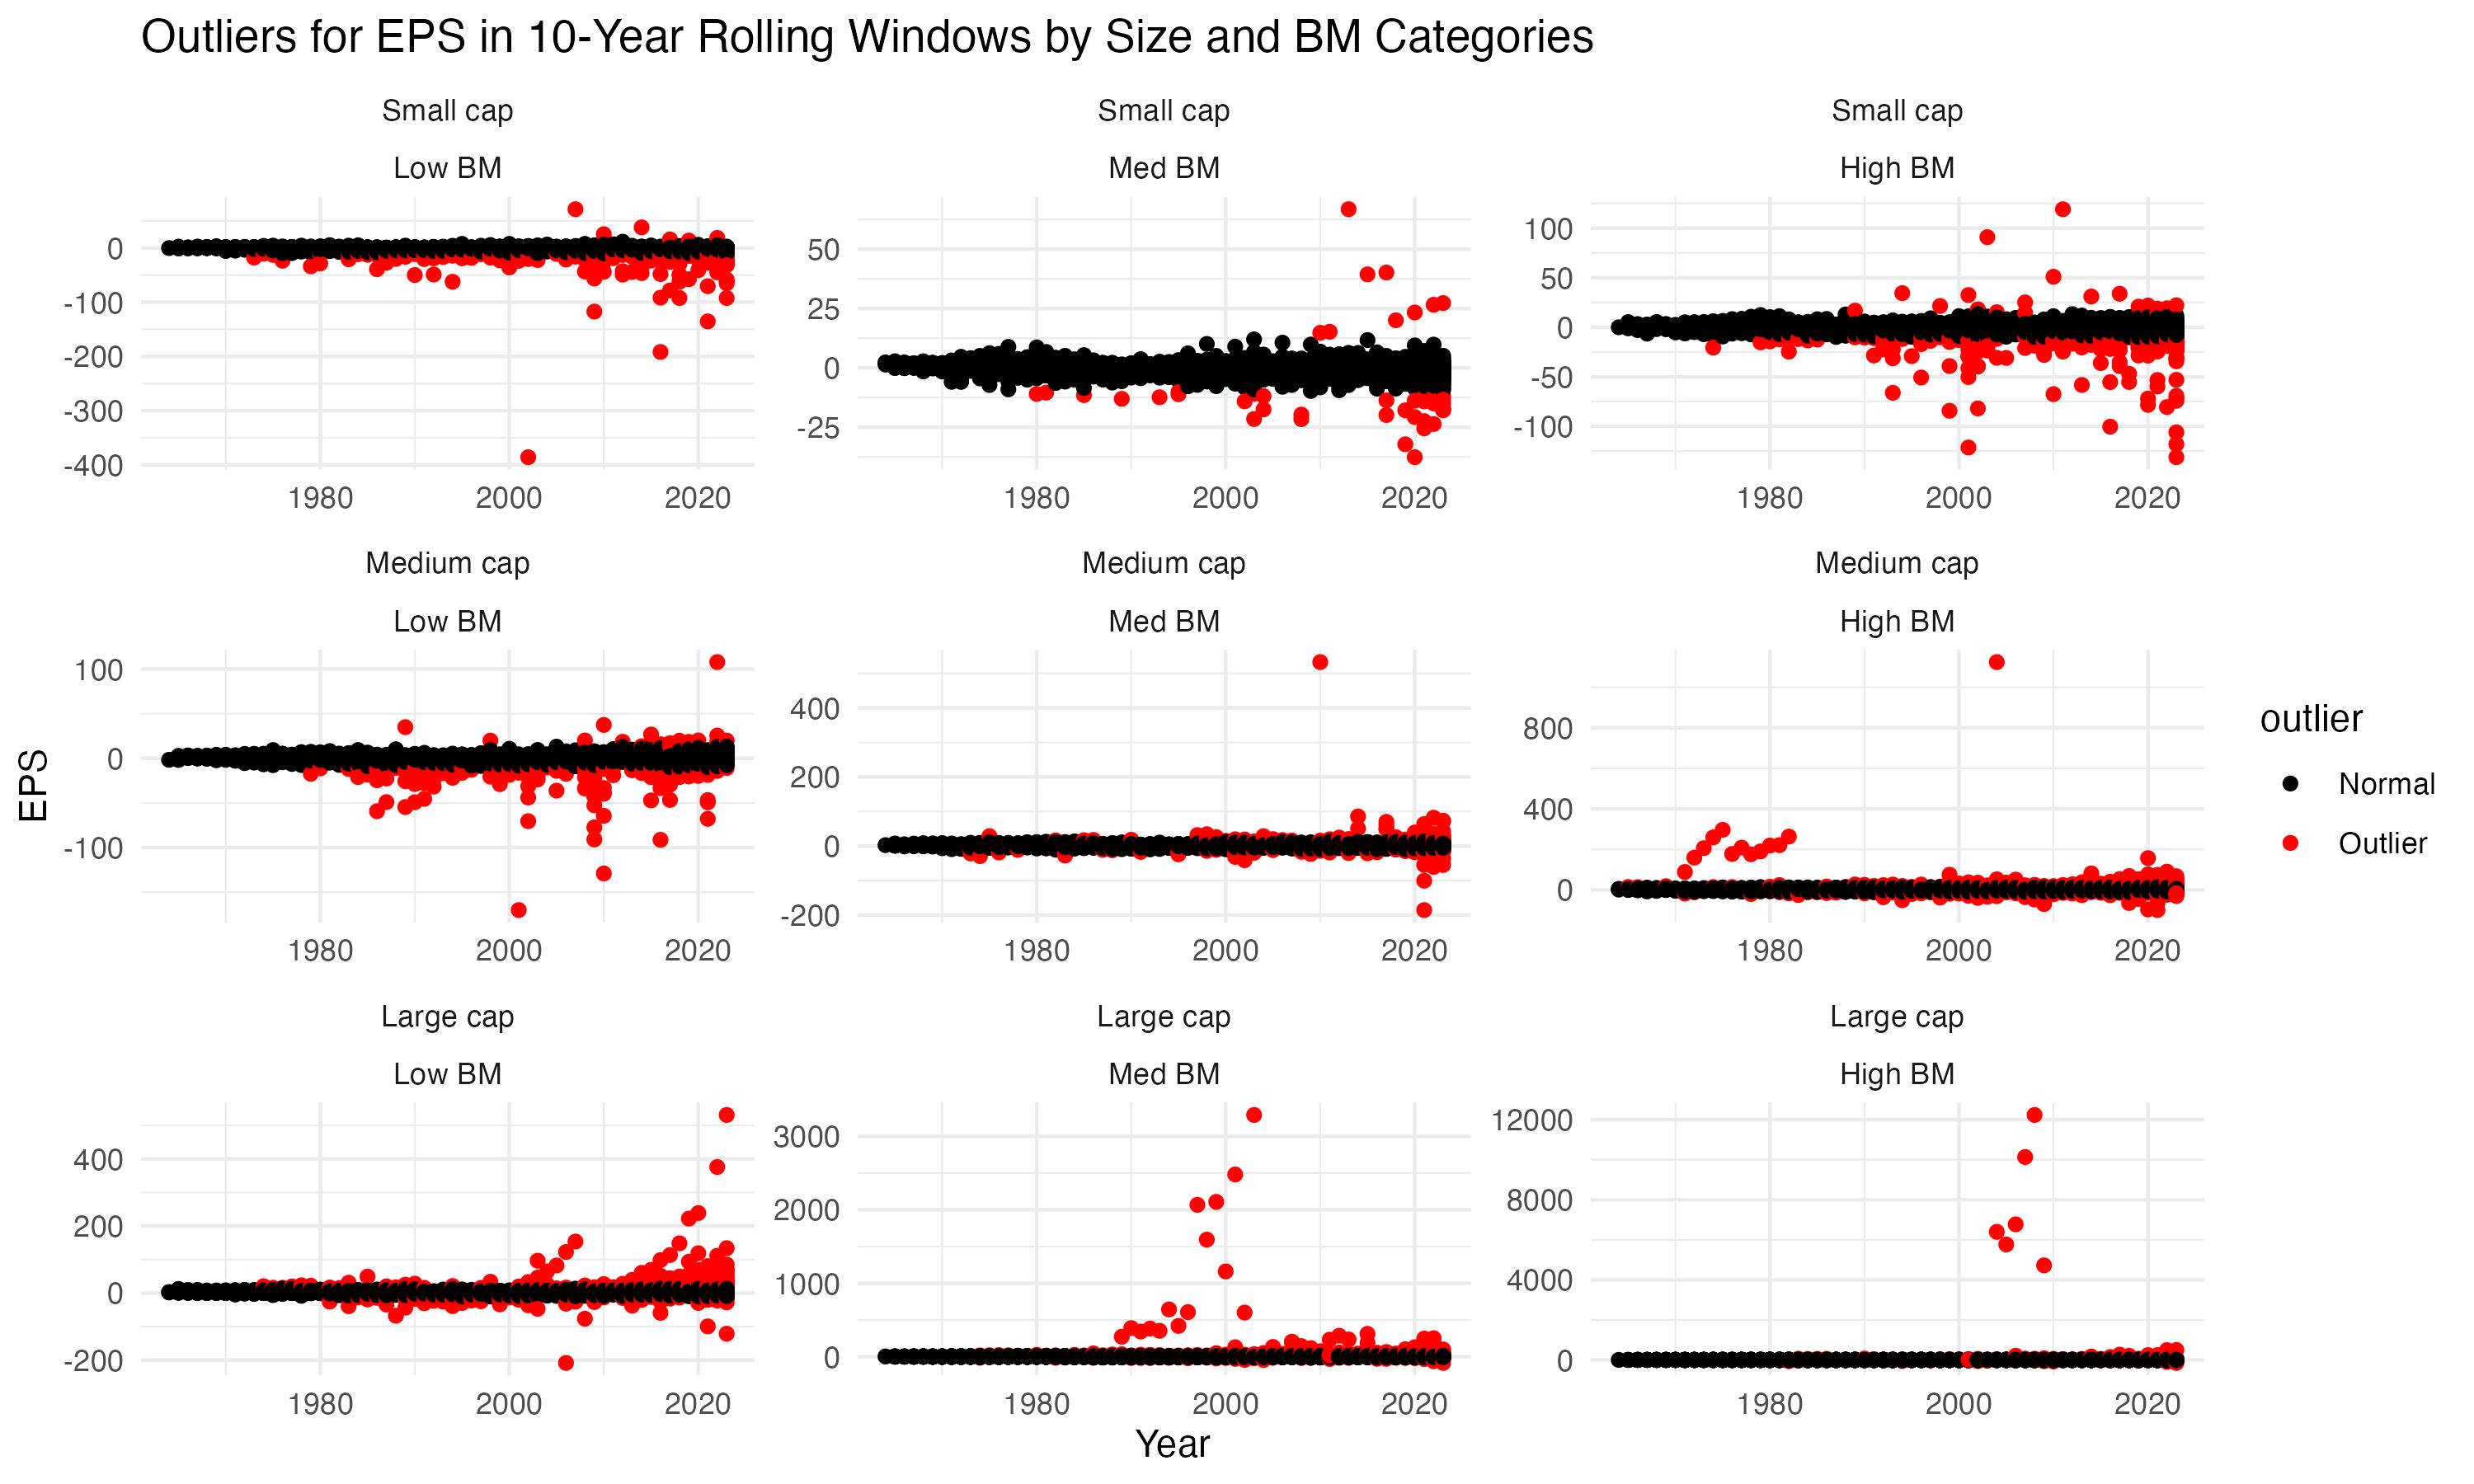 Outliers for EPS in 10-Year Rolling Windows by Size and BM Categories
Small cap
Low BM
0
-100
-200
-300
-400
1980 2000 2020
Small cap
Med BM
50
25
0
-25
1980 2000 2020
Small cap
High BM
100
50
0
-50
-100
1980 2000 2020
Medium cap
Low BM
100
0
-100
1980 2000 2020
Medium cap
Med BM
400
200
0
-200
1980 2000 2020
Medium cap
High BM
800
400
0
1980 2000 2020
Large cap
Low BM
400
200
0
-200
1980 2000 2020
Large cap
Med BM
3000
2000
1000
0
1980 2000 2020
Large cap
High BM
12000
8000
4000
0
1980 2000 2020
EPS
Year
outlier
Normal
Outlier